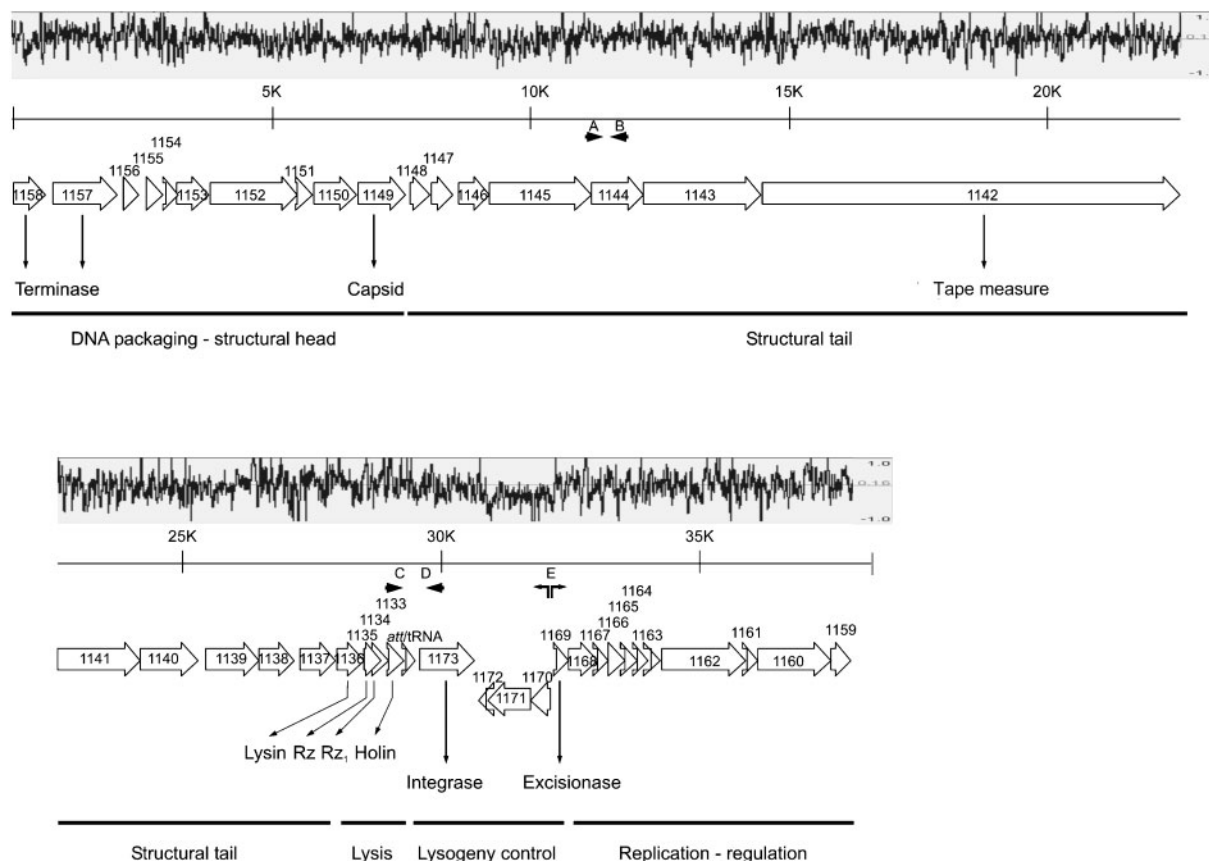 1.
0.1
-1.
5K 10K 15K 20K
A B
1154
1155 1151 1147
1156 1148
1158 1157 1153 1152 1150 1149 1146 1145 1144 1143 1142
Terminase Capsid Tape measure
DNA packaging - structural head Structural tail
1.0
0.16
-1.0
25K 30K 35K
C D E
1164
1133 1165
1134 1166
1135 att/tRNA 1169 1167 1163 1161 1159
1141 1140 1139 1138 1137 1136 1173 1168 1162 1160
1172 1171 1170
Lysin Rz Rz1 Holin
Integrase Excisionase
Structural tail Lysis Lysogeny control Replication - regulation